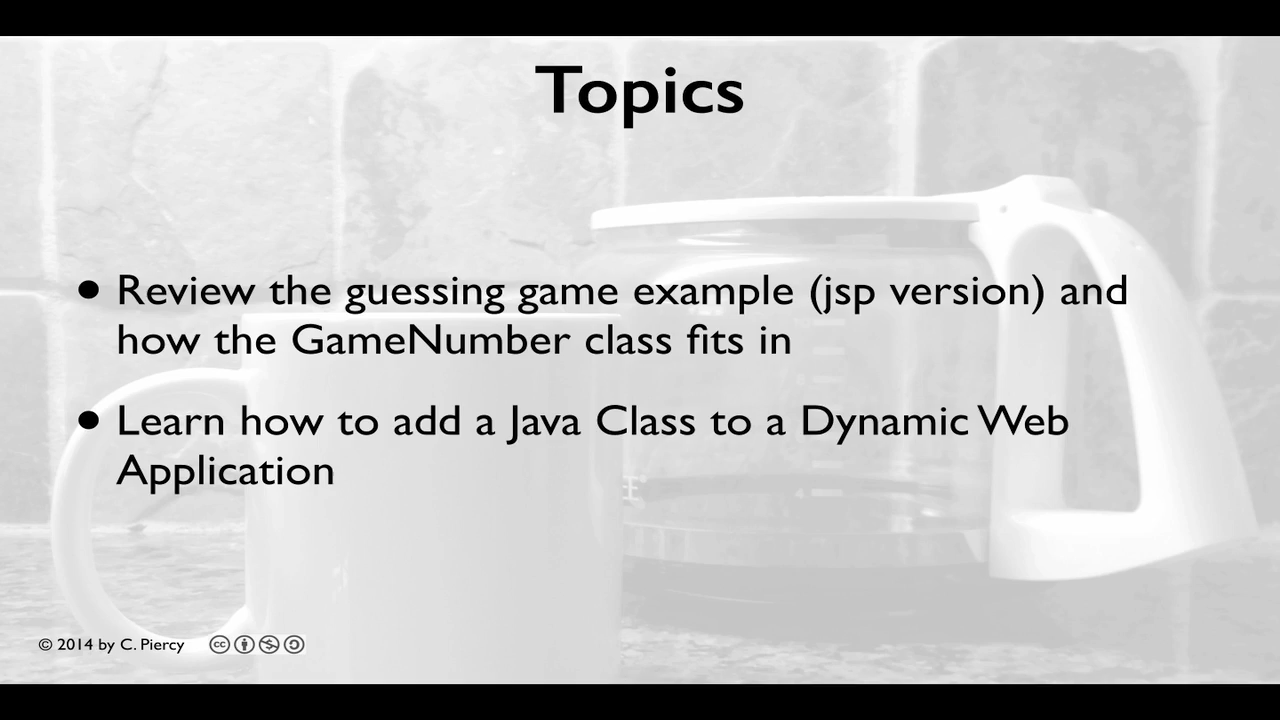 Topics
• Review the guessing game example (jsp version) and
how the GameNumber class fits in
• Learn how to add a Java Class to a Dynamic Web
Application
© 2014 by C. Piercy